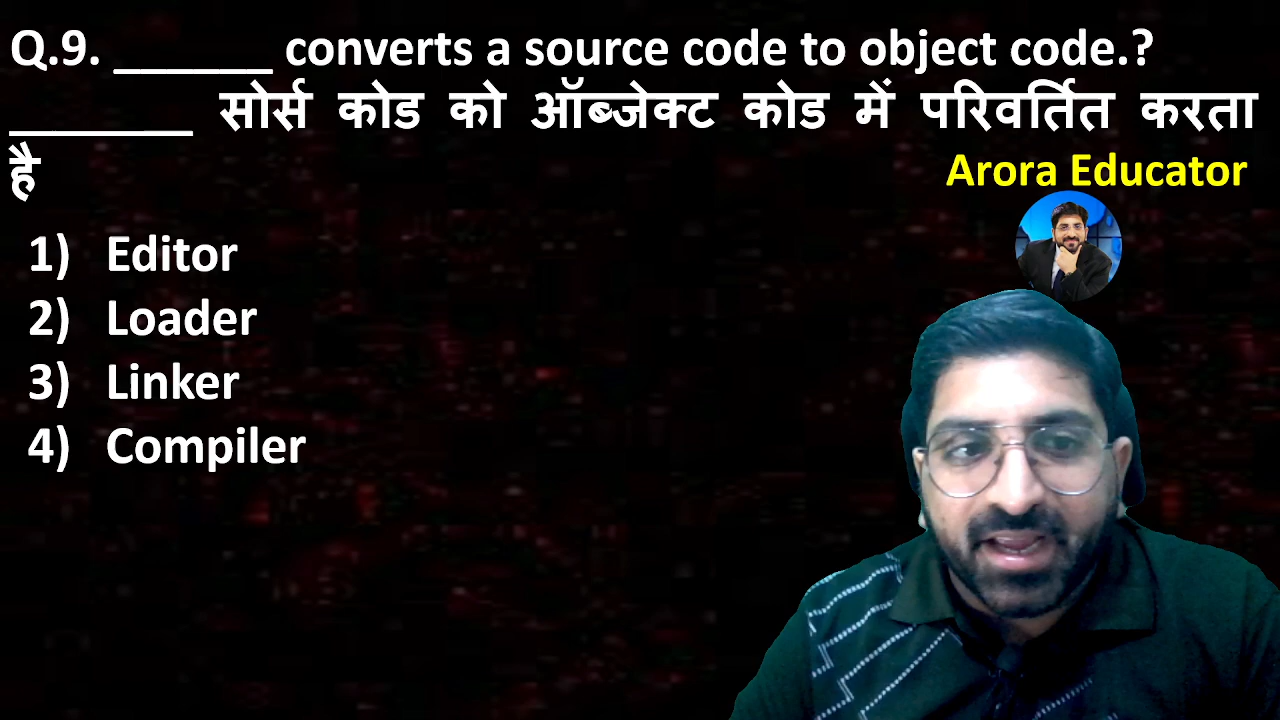 Q.9. _______ converts a source code to object code.?
________ सोर्स कोड को ऑब्जेक्ट कोड में परिवर्तित करता
है
Arora Educator
1) Editor
2) Loader
3) Linker
4) Compiler